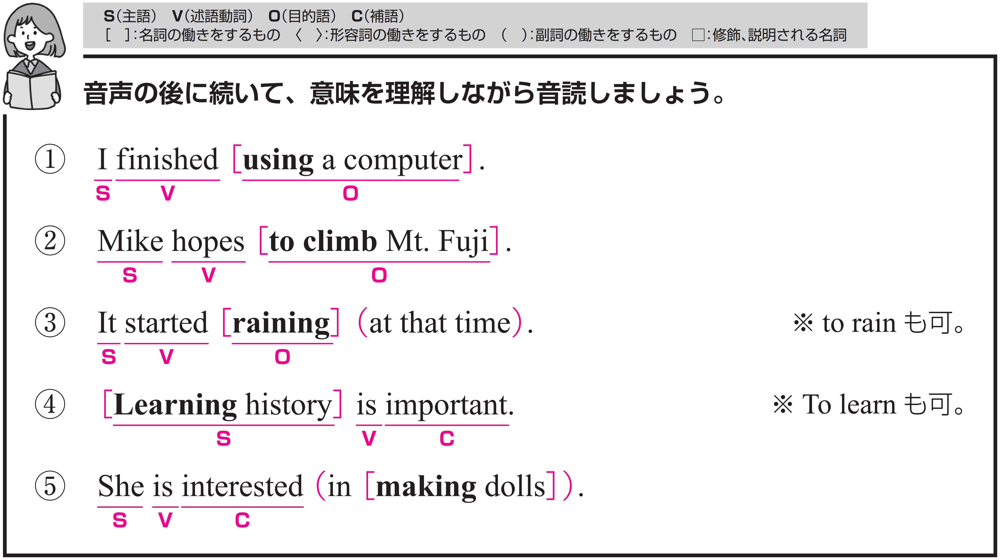 S(主語) V(述語動詞) O(目的語) C(補語)
[ ]:名詞の働きをするもの 〈 〉:形容詞の働きをするもの ( ):副詞の働きをするもの □:修飾、説明される名詞
音声の後に続いて、意味を理解しながら音読しましょう。
① I finished [using a computer].
S V O
② Mike hopes [to climb Mt. Fuji].
S V O
③ It started [raining] (at that time). ※ to rain も可。
S V O
④ [Learning history] is important. ※ To learn も可。
S V C
⑤ She is interested (in [making dolls]).
S V C